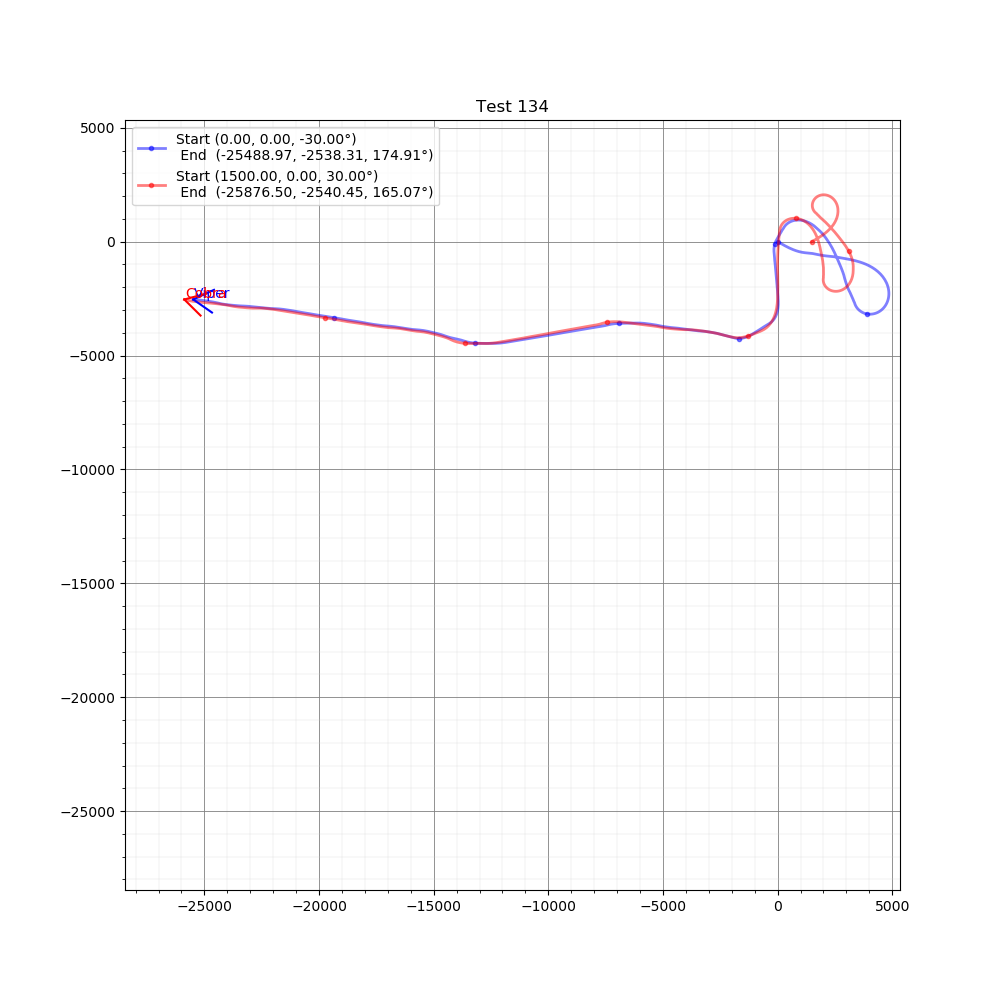 Test 134
Start (0.00, 0.00, -30.00°)
End (-25488.97, -2538.31, 174.91°)
Start (1500.00, 0.00, 30.00°)
End (-25876.50, -2540.45, 165.07°)
5000
0
−5000
−10000
−15000
−20000
−25000
−25000 −20000 −15000 −10000 −5000 0 5000